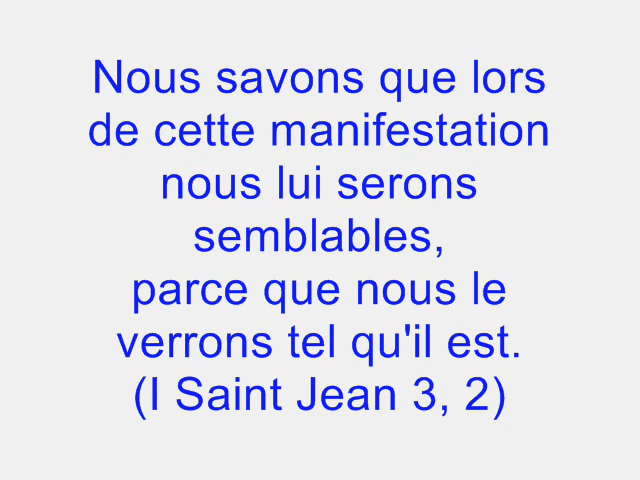 Nous savons que lors
de cette manifestation
nous lui serons
semblables,
parce que nous le
verrons tel qu'il est.
(I Saint Jean 3, 2)